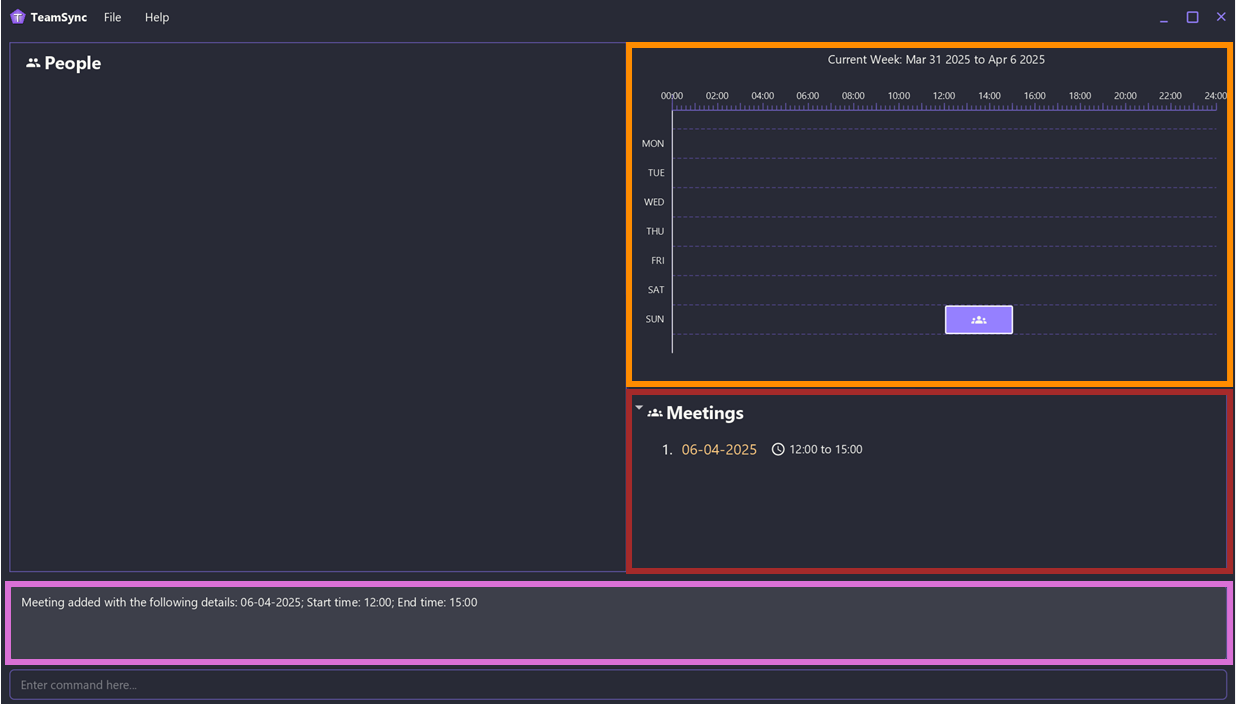 TeamSync File Help
People
Current Week: Mar 31 2025 to Apr 6 2025
00:00 02:00 04:00 06:00 08:00 10:00 12:00 14:00 16:00 18:00 20:00 22:00 24:00
MON
TUE
WED
THU
FRI
SAT
SUN
Meetings
1. 06-04-2025 12:00 to 15:00
Meeting added with the following details: 06-04-2025; Start time: 12:00; End time: 15:00
Enter command here...